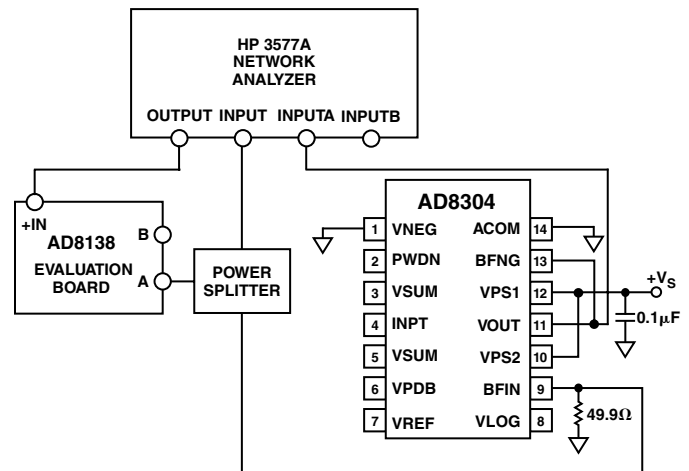 HP 3577A
NETWORK
ANALYZER
OUTPUT INPUT INPUTA INPUTB
+IN
AD8138
EVALUATION
BOARD
B
A
POWER
SPLITTER
AD8304
1 VNEG ACOM 14
2 PWDN BFNG 13
3 VSUM VPS1 12
4 INPT VOUT 11
5 VSUM VPS2 10
6 VPDB BFIN 9
7 VREF VLOG 8
+VS
0.1µF
49.9Ω